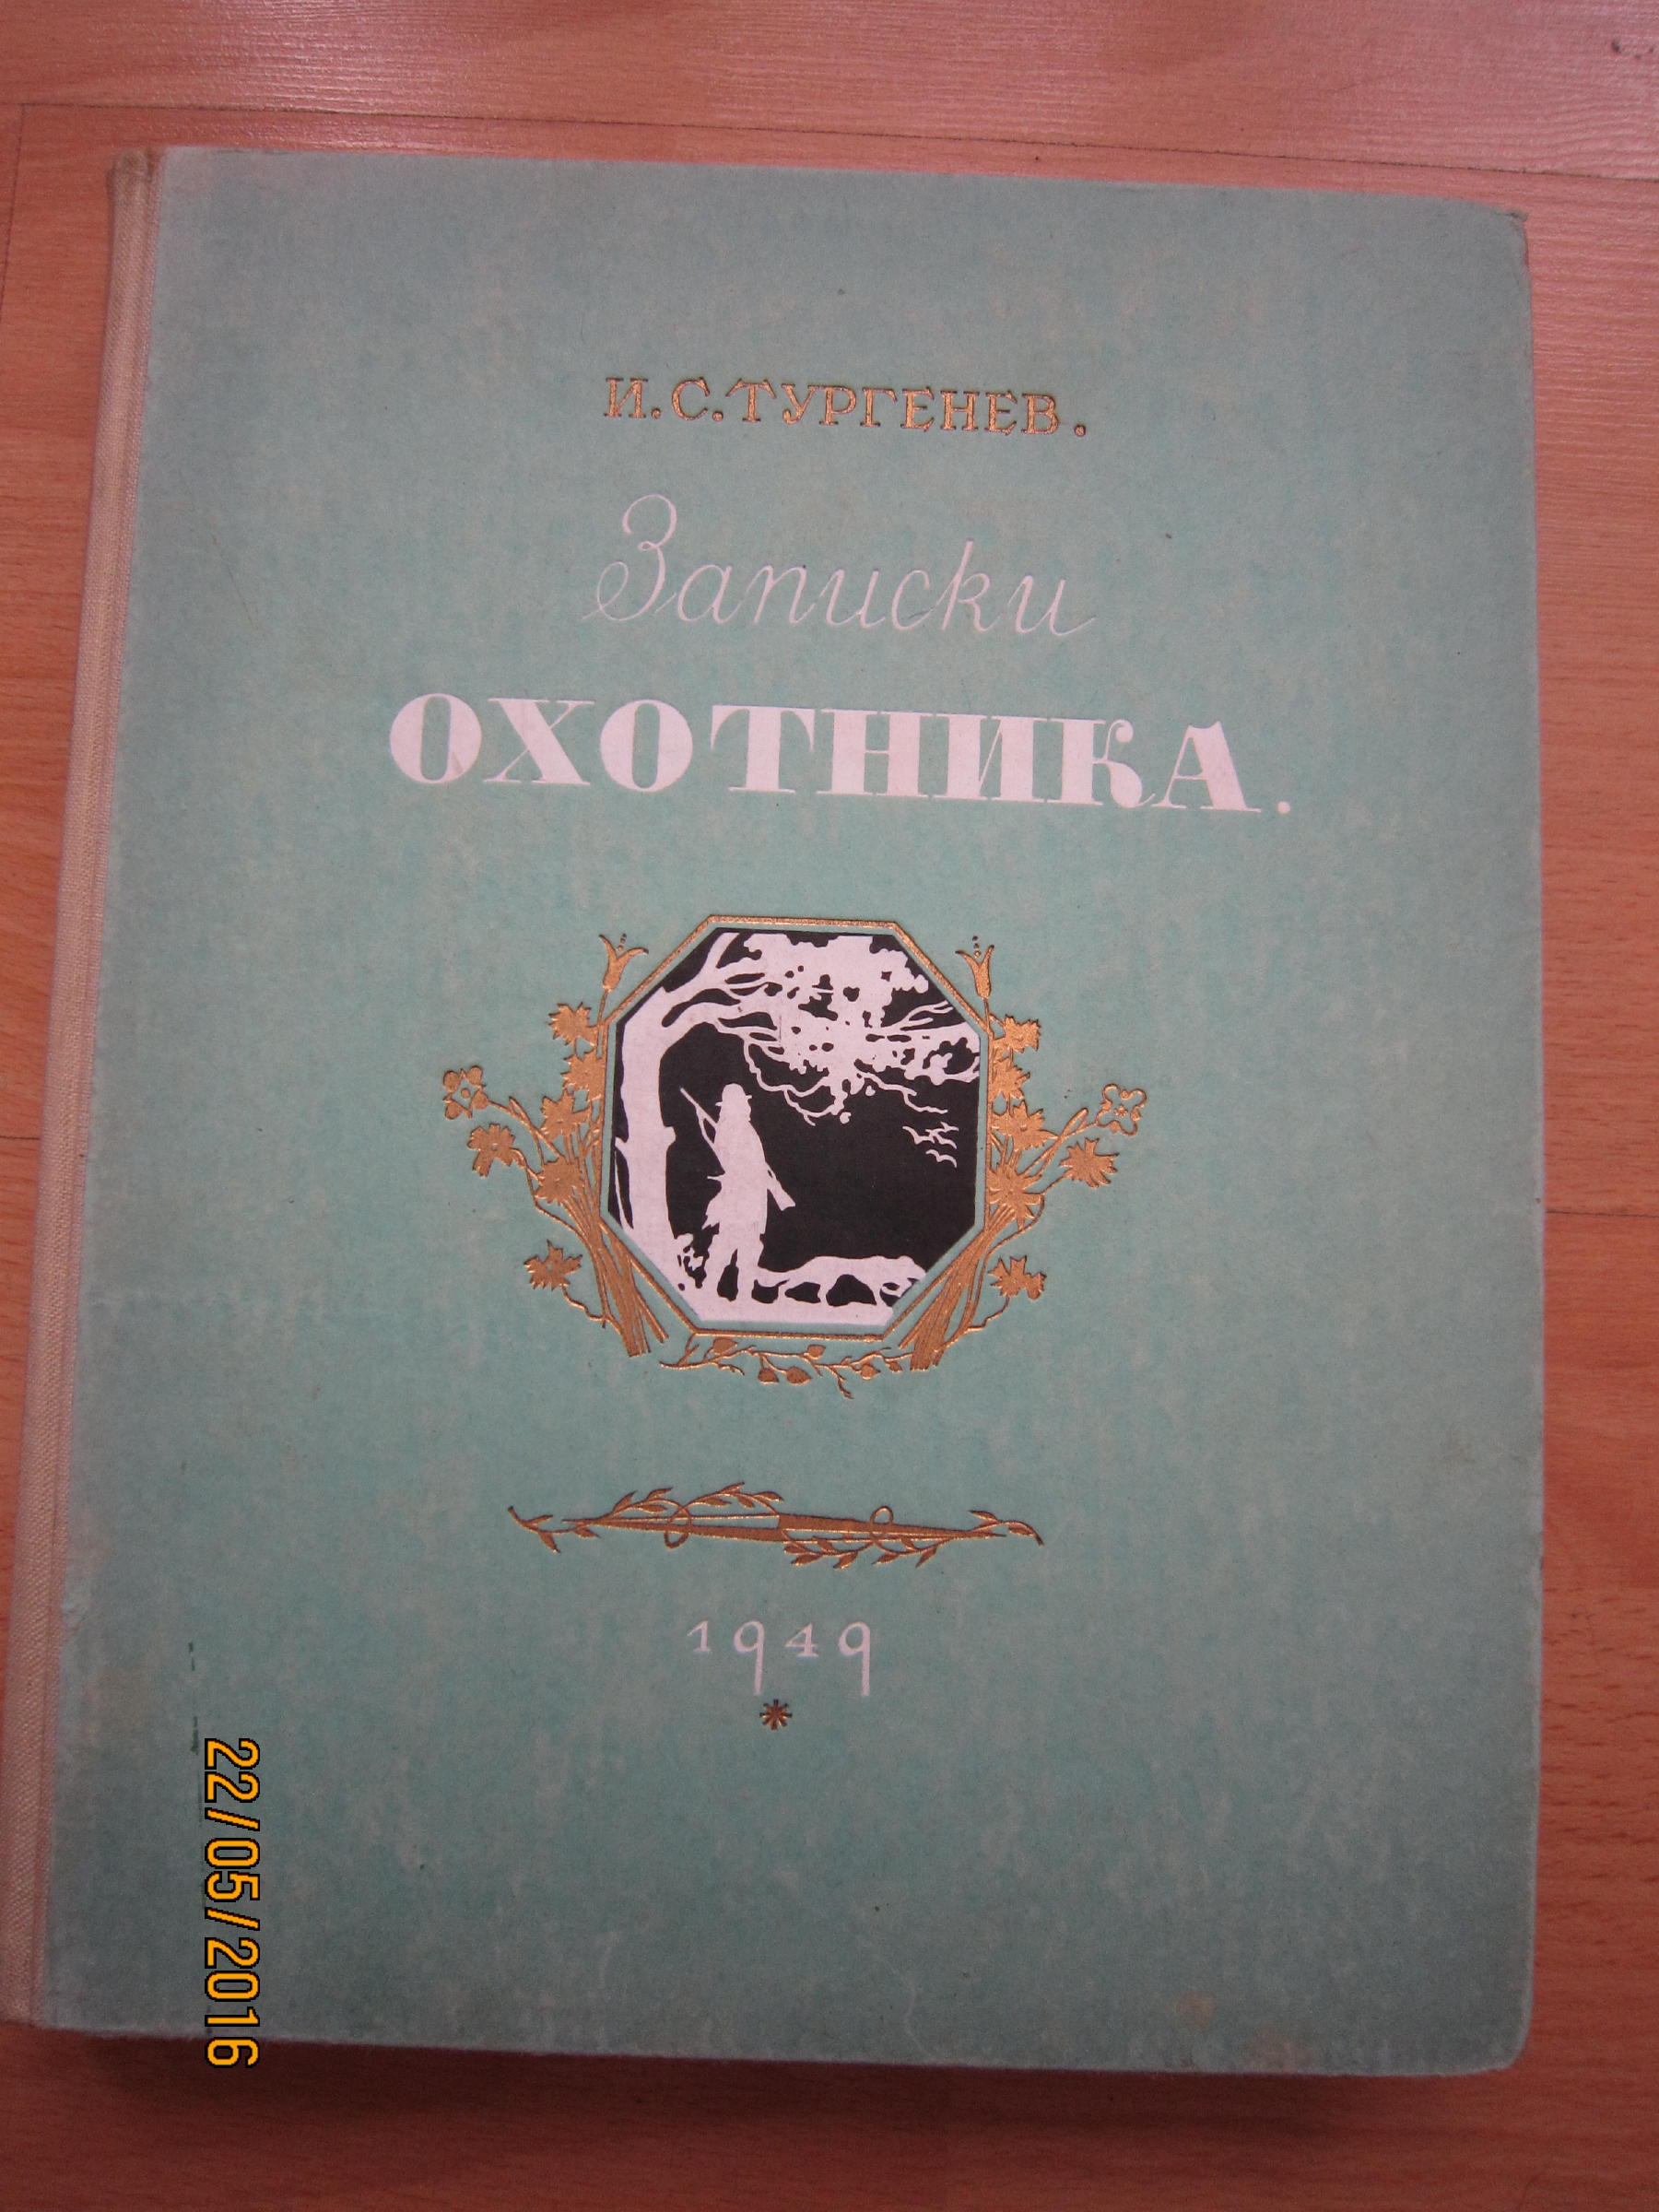 И. С. ТУРГЕНЕВ.
Записки
ОХОТНИКА.
1949
22/05/2016